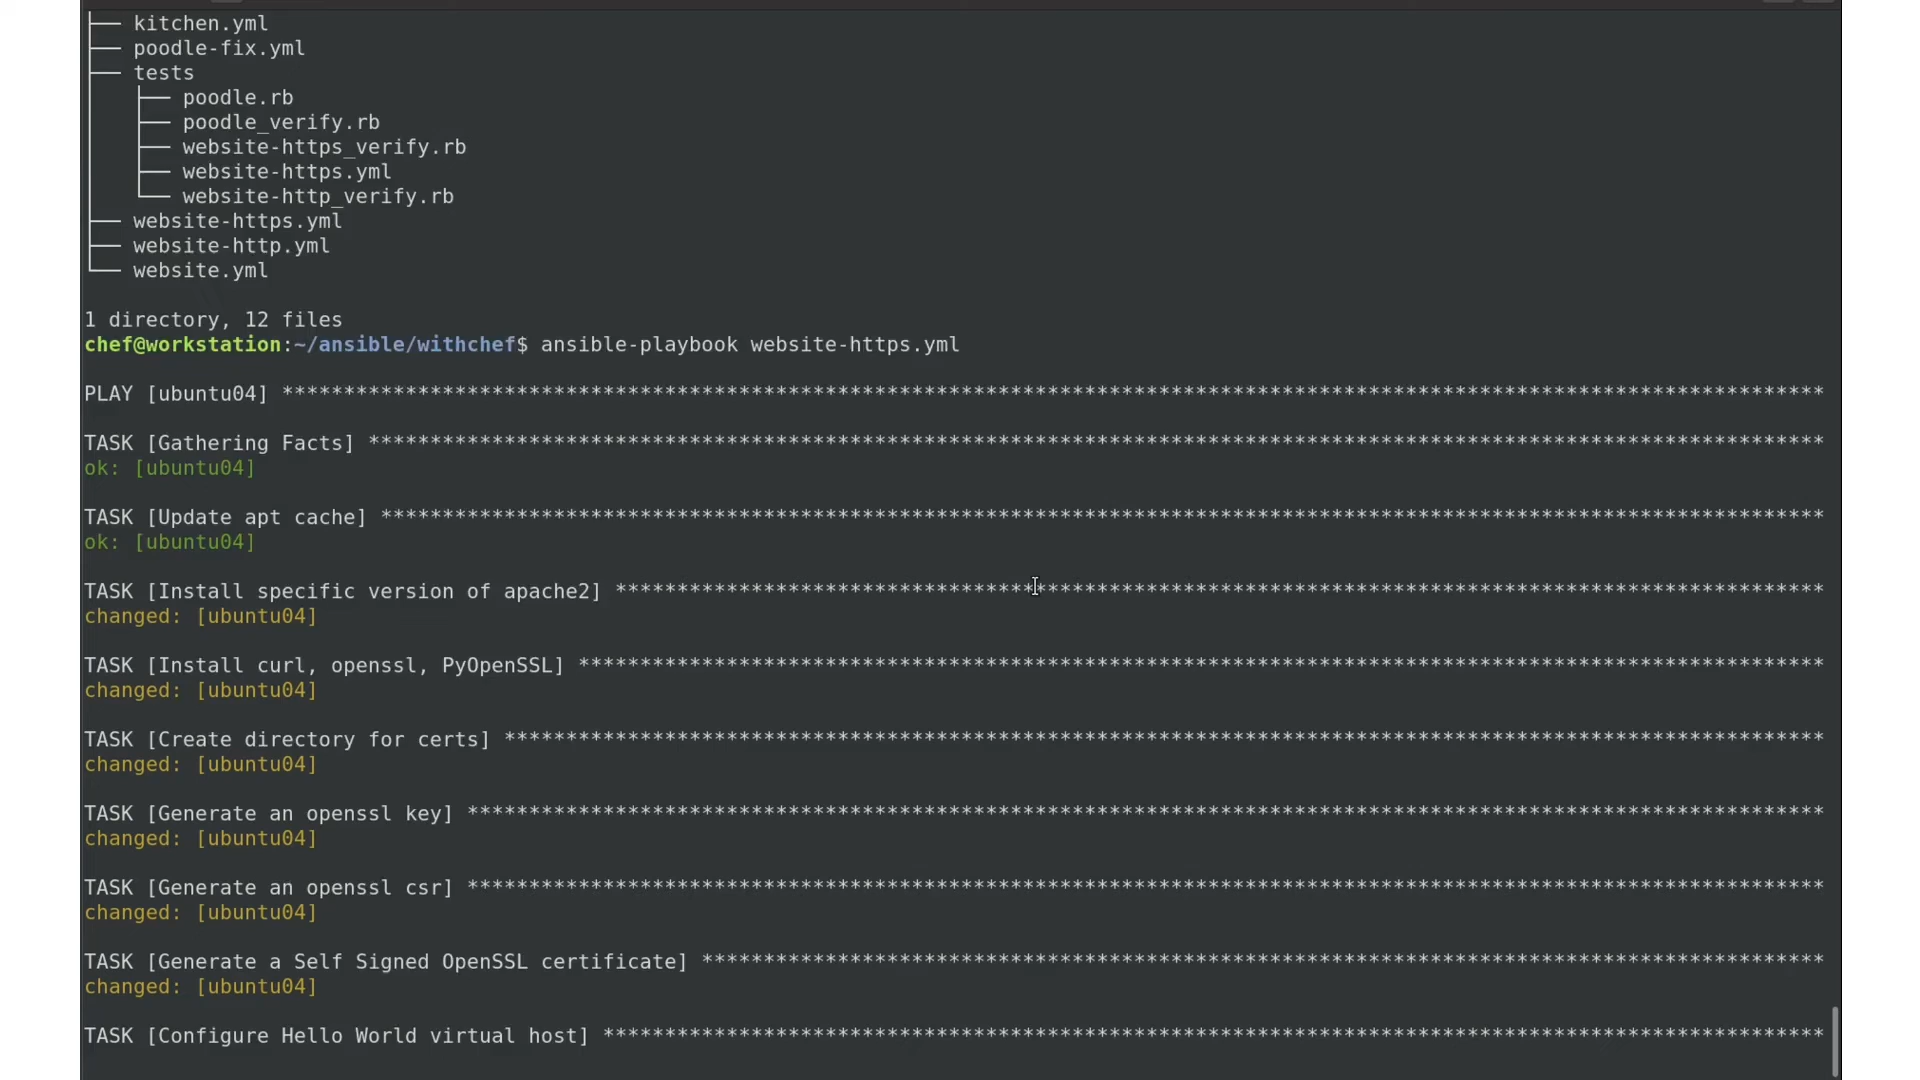 ├── kitchen.yml
├── poodle-fix.yml
├── tests
│   ├── poodle.rb
│   ├── poodle_verify.rb
│   ├── website-https_verify.rb
│   ├── website-https.yml
│   └── website-http_verify.rb
├── website-https.yml
├── website-http.yml
└── website.yml
1 directory, 12 files
chef@workstation:~/ansible/withchef$ ansible-playbook website-https.yml
PLAY [ubuntu04] *****************************************************************************************************************************
TASK [Gathering Facts] **********************************************************************************************************************
ok: [ubuntu04]
TASK [Update apt cache] *********************************************************************************************************************
ok: [ubuntu04]
TASK [Install specific version of apache2] **************************************************************************************************
changed: [ubuntu04]
TASK [Install curl, openssl, PyOpenSSL] *****************************************************************************************************
changed: [ubuntu04]
TASK [Create directory for certs] ***********************************************************************************************************
changed: [ubuntu04]
TASK [Generate an openssl key] **************************************************************************************************************
changed: [ubuntu04]
TASK [Generate an openssl csr] **************************************************************************************************************
changed: [ubuntu04]
TASK [Generate a Self Signed OpenSSL certificate] *******************************************************************************************
changed: [ubuntu04]
TASK [Configure Hello World virtual host] ***************************************************************************************************